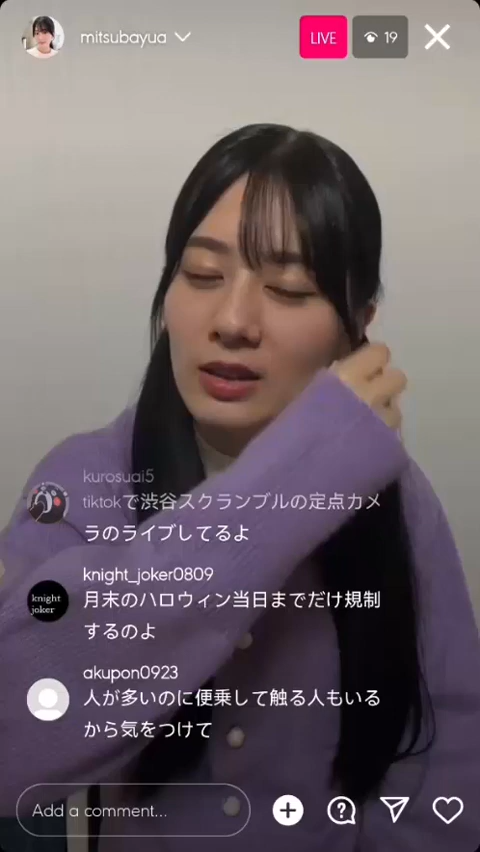 mitsubayua
LIVE
19
kurosuai5
tiktokで渋谷スクランブルの定点カメ
ラのライブしてるよ
knight
joker
knight_joker0809
月末のハロウィン当日までだけ規制
するのよ
akupon0923
人が多いのに便乗して触る人もいる
から気をつけて
Add a comment...